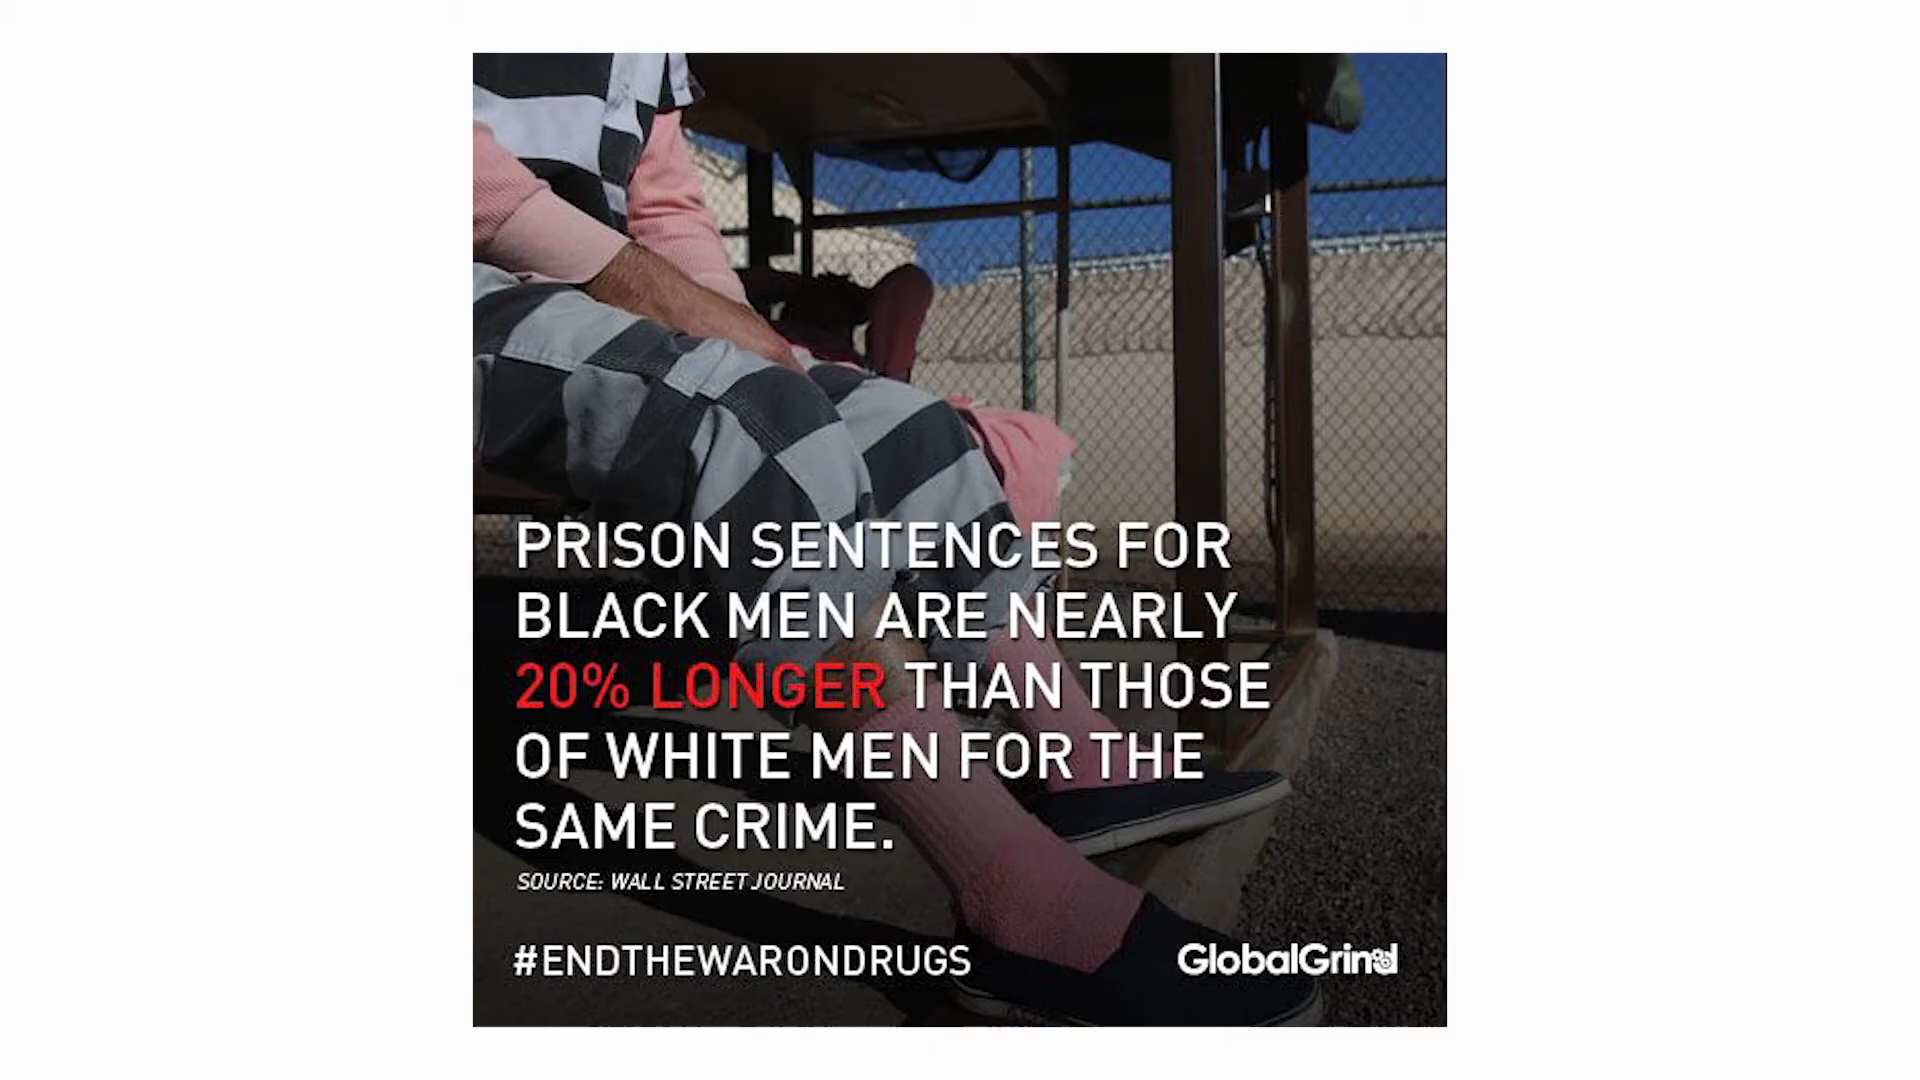 PRISON SENTENCES FOR
BLACK MEN ARE NEARLY
20% LONGER THAN THOSE
OF WHITE MEN FOR THE
SAME CRIME.
SOURCE: WALL STREET JOURNAL
#ENDTHEWARONDRUGS
GlobalGrind